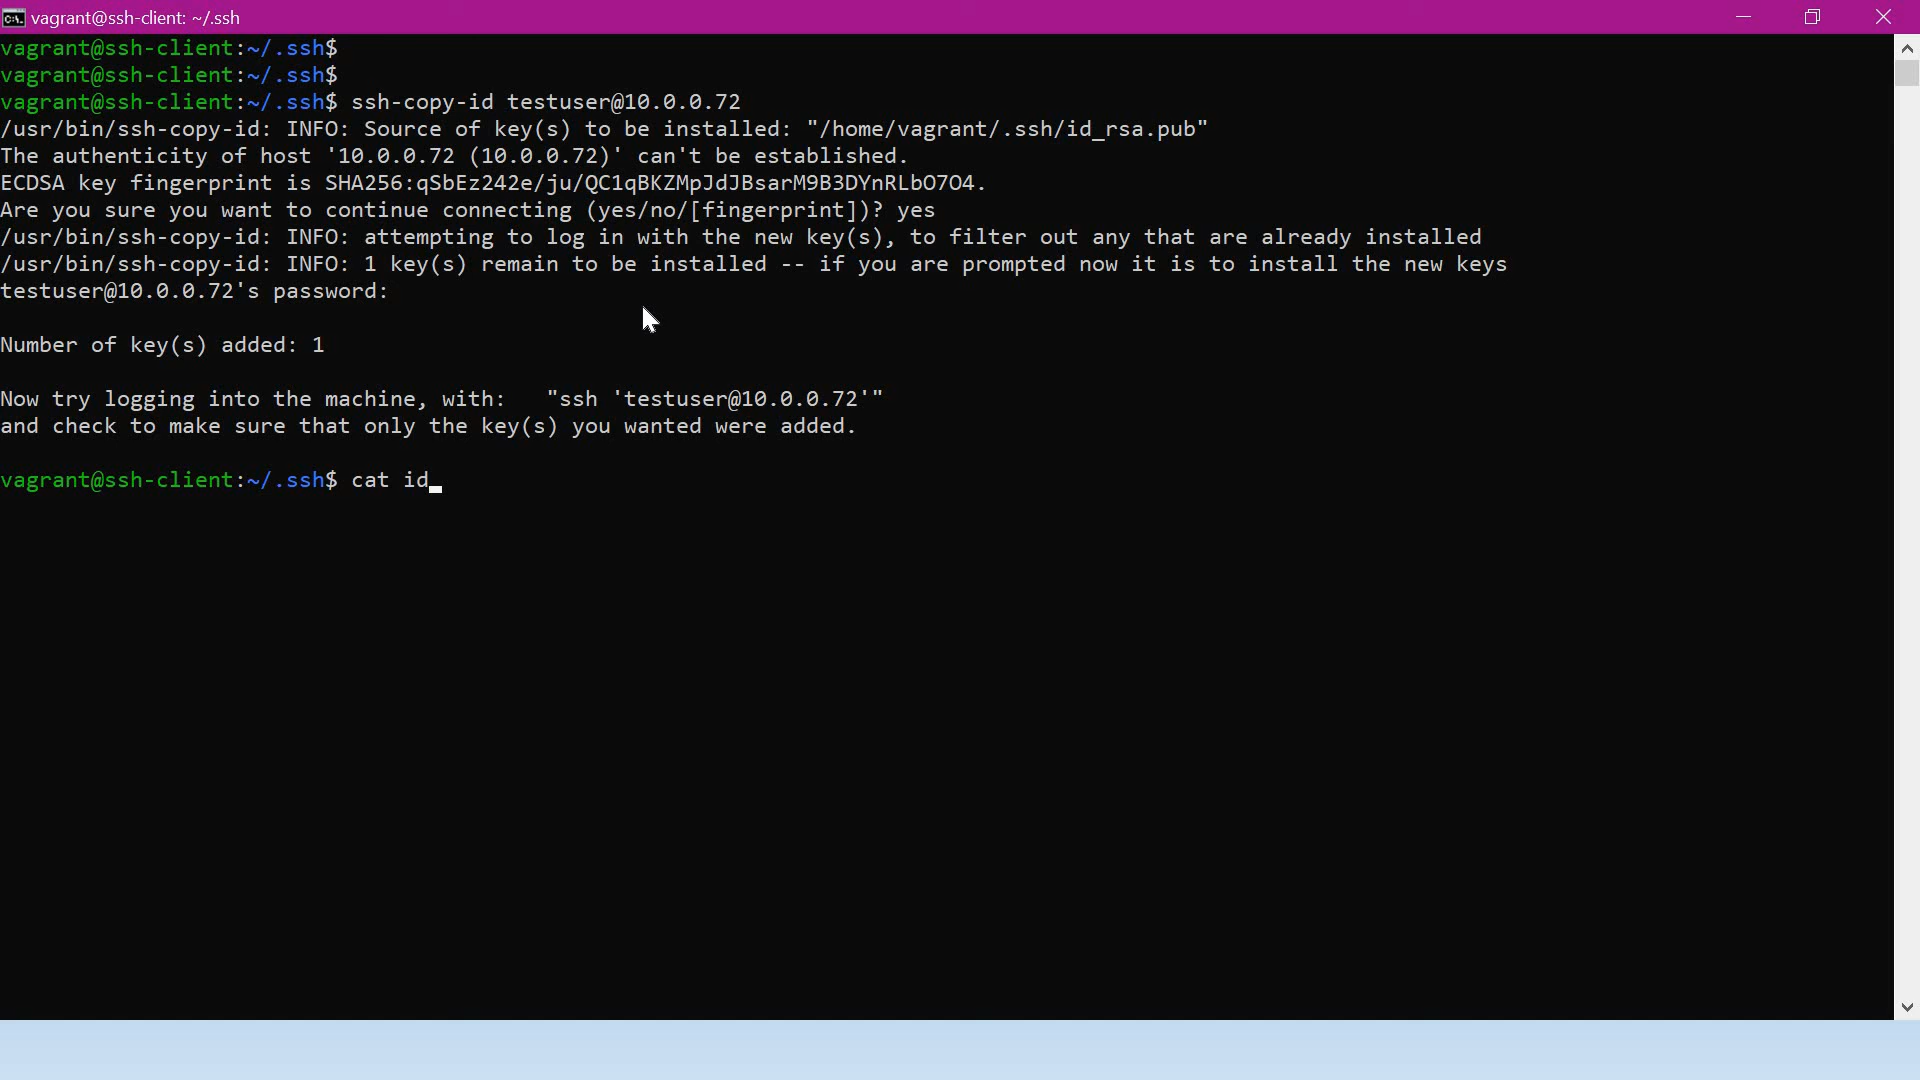 vagrant@ssh-client: ~/.ssh
vagrant@ssh-client:~/.ssh$
vagrant@ssh-client:~/.ssh$
vagrant@ssh-client:~/.ssh$ ssh-copy-id testuser@10.0.0.72
/usr/bin/ssh-copy-id: INFO: Source of key(s) to be installed: "/home/vagrant/.ssh/id_rsa.pub"
The authenticity of host '10.0.0.72 (10.0.0.72)' can't be established.
ECDSA key fingerprint is SHA256:qSbEz242e/ju/QC1qBKZMpJdJBsarM9B3DYnRLbO7O4.
Are you sure you want to continue connecting (yes/no/[fingerprint])? yes
/usr/bin/ssh-copy-id: INFO: attempting to log in with the new key(s), to filter out any that are already installed
/usr/bin/ssh-copy-id: INFO: 1 key(s) remain to be installed -- if you are prompted now it is to install the new keys
testuser@10.0.0.72's password:
Number of key(s) added: 1
Now try logging into the machine, with:   "ssh 'testuser@10.0.0.72'"
and check to make sure that only the key(s) you wanted were added.
vagrant@ssh-client:~/.ssh$ cat id_